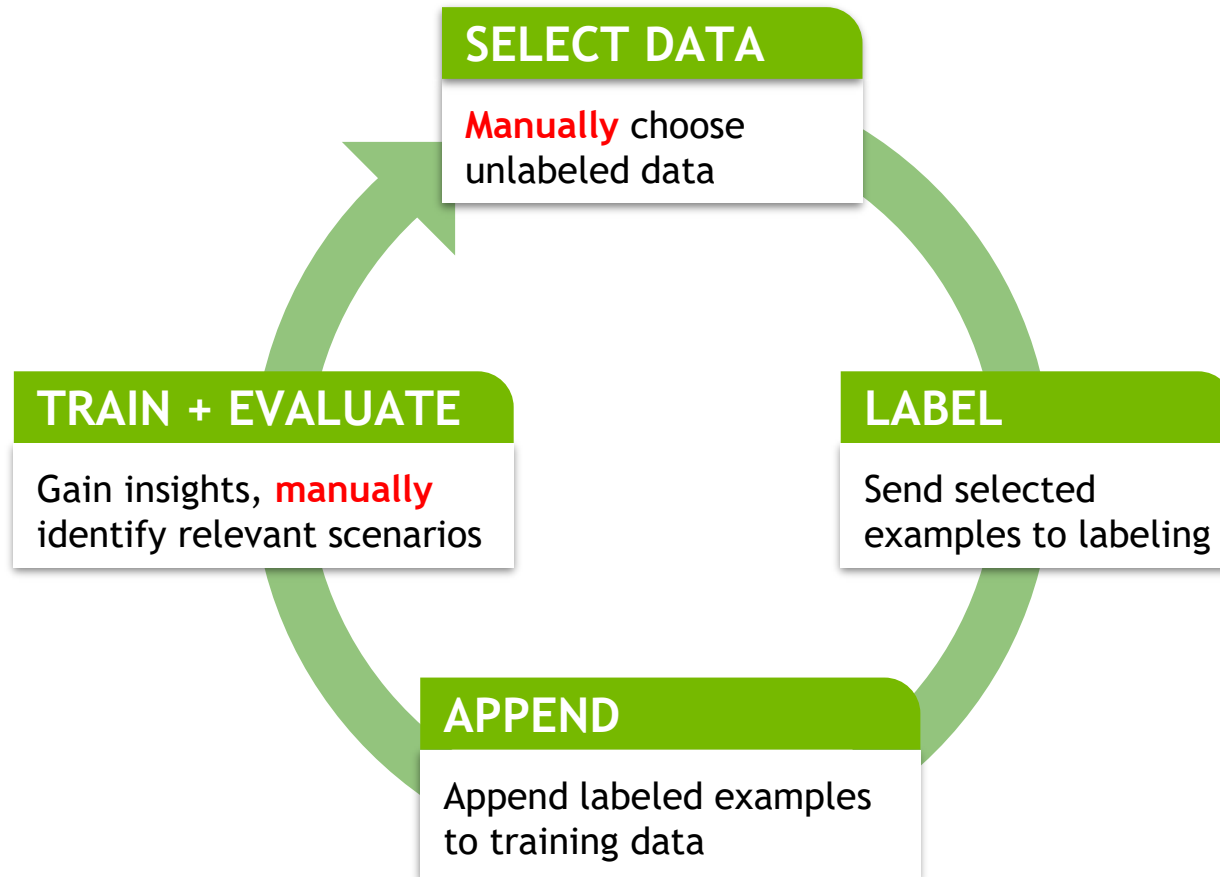 SELECT DATA
Manually choose
unlabeled data
LABEL
Send selected
examples to labeling
APPEND
Append labeled examples
to training data
TRAIN + EVALUATE
Gain insights, manually
identify relevant scenarios